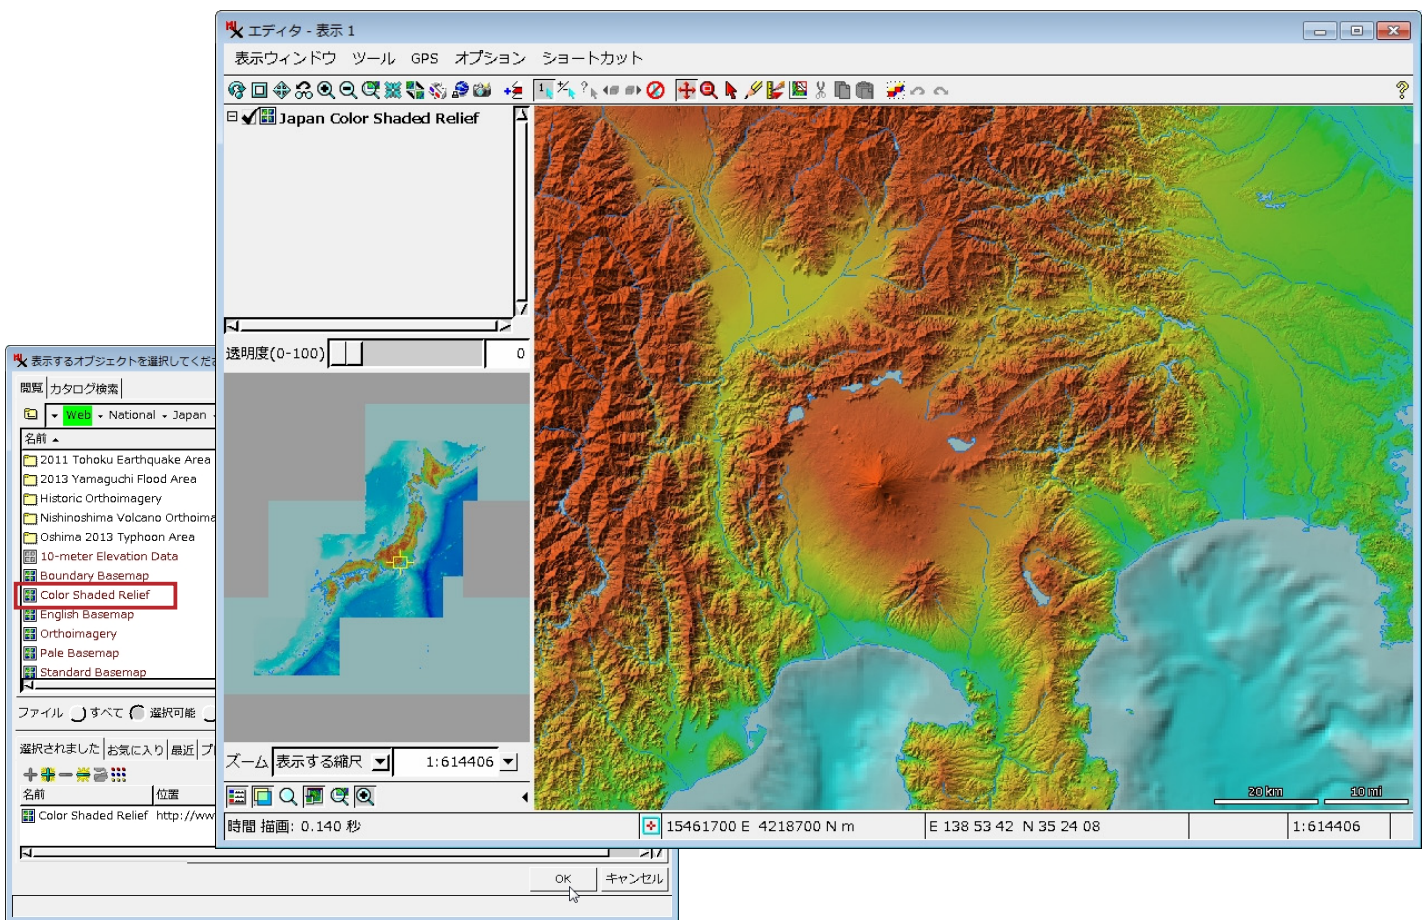 エディタ - 表示 1
表示ウィンドウ ツール GPS オプション ショートカット
Japan Color Shaded Relief
透明度(0-100) 0
ズーム 表示する縮尺 1:614406
20 km 10 mi
時間 描画: 0.140 秒 15461700 E 4218700 N m E 138 53 42 N 35 24 08 1:614406
表示するオブジェクトを選択してくださ
閲覧 カタログ検索
Web National Japan
名前
2011 Tohoku Earthquake Area
2013 Yamaguchi Flood Area
Historic Orthoimagery
Nishinoshima Volcano Orthoima
Oshima 2013 Typhoon Area
10-meter Elevation Data
Boundary Basemap
Color Shaded Relief
English Basemap
Orthoimagery
Pale Basemap
Standard Basemap
ファイル すべて 選択可能
選択されました お気に入り 最近 プ
名前 位置
Color Shaded Relief http://ww
OK キャンセル